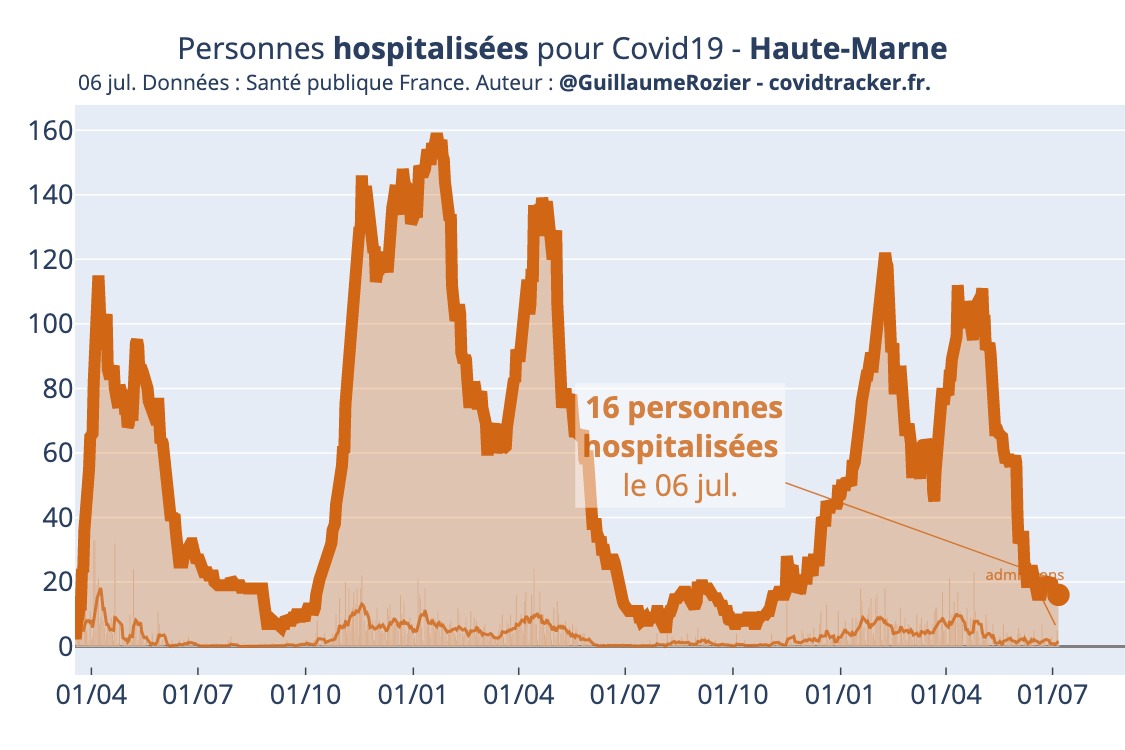 Personnes hospitalisées pour Covid19 - Haute-Marne
06 jul. Données : Santé publique France. Auteur : @GuillaumeRozier - covidtracker.fr.
160
140
120
100
80
60
40
20
0
16 personnes
hospitalisées
le 06 jul.
01/04 01/07 01/10 01/01 01/04 01/07 01/10 01/01 01/04 01/07